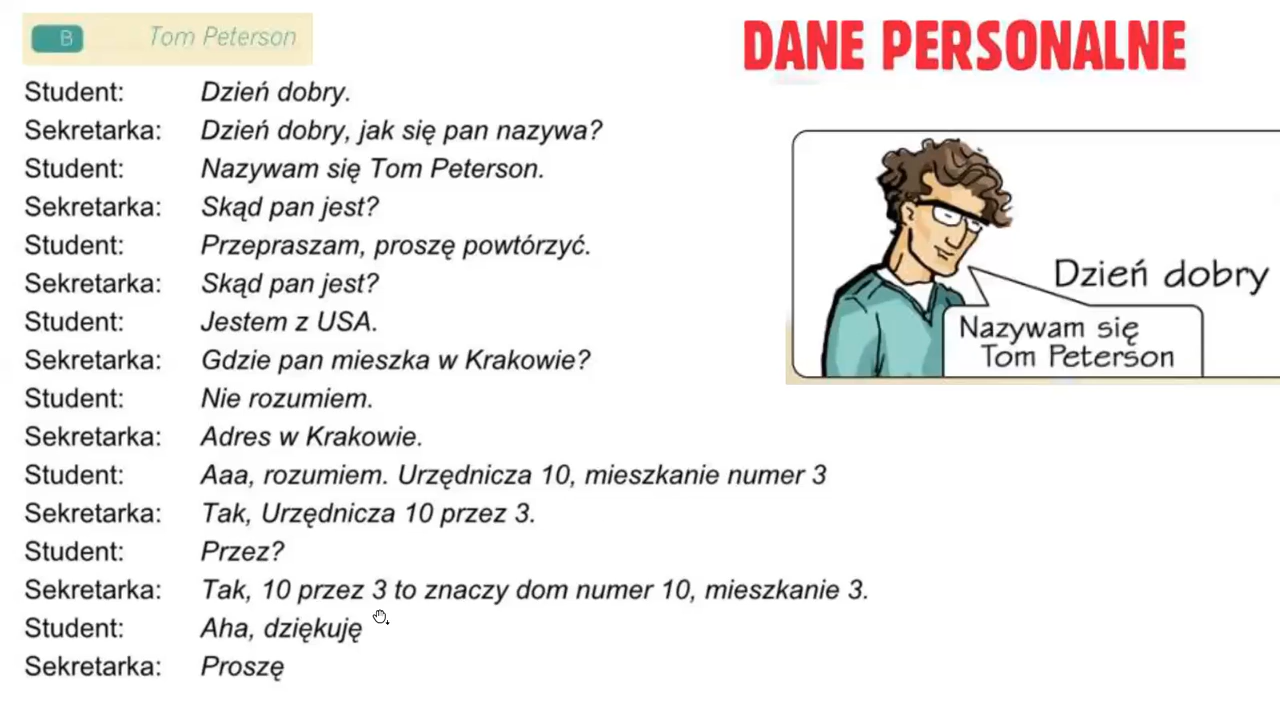 B Tom Peterson
DANE PERSONALNE
Student: Dzień dobry.
Sekretarka: Dzień dobry, jak się pan nazywa?
Student: Nazywam się Tom Peterson.
Sekretarka: Skąd pan jest?
Student: Przepraszam, proszę powtórzyć.
Sekretarka: Skąd pan jest?
Student: Jestem z USA.
Sekretarka: Gdzie pan mieszka w Krakowie?
Student: Nie rozumiem.
Sekretarka: Adres w Krakowie.
Student: Aaa, rozumiem. Urzędnicza 10, mieszkanie numer 3
Sekretarka: Tak, Urzędnicza 10 przez 3.
Student: Przez?
Sekretarka: Tak, 10 przez 3 to znaczy dom numer 10, mieszkanie 3.
Student: Aha, dziękuję
Sekretarka: Proszę
Dzień dobry
Nazywam się
Tom Peterson